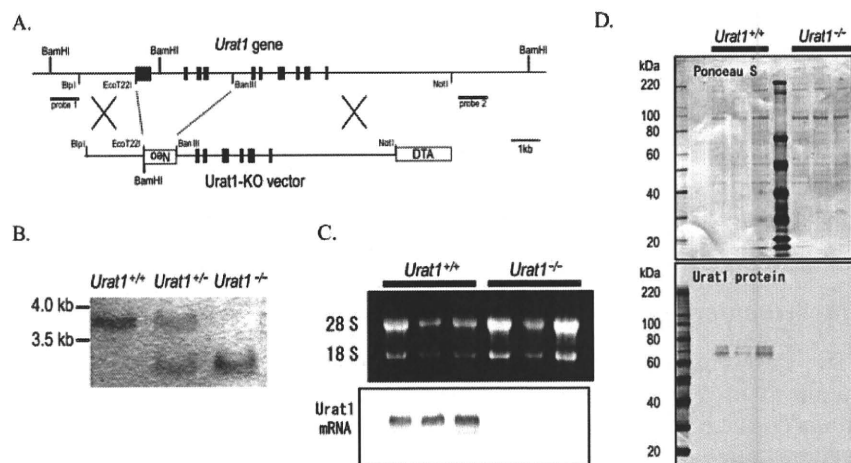 A.
Urat1 gene
BamHI
BamHI
BamHI
BlpI
EcoT22I
BanIII
NotI
probe 1
probe 2
BlpI
EcoT22I
Neo
BanIII
NotI
DTA
1kb
BamHI
Urat1-KO vector
B.
Urat1+/+ Urat1+/- Urat1-/-
4.0 kb
3.5 kb
C.
Urat1+/+ Urat1-/-
28 S
18 S
Urat1
mRNA
D.
Urat1+/+ Urat1-/-
kDa
Ponceau S
220
100
80
60
40
20
kDa
Urat1 protein
220
100
80
60
40
20